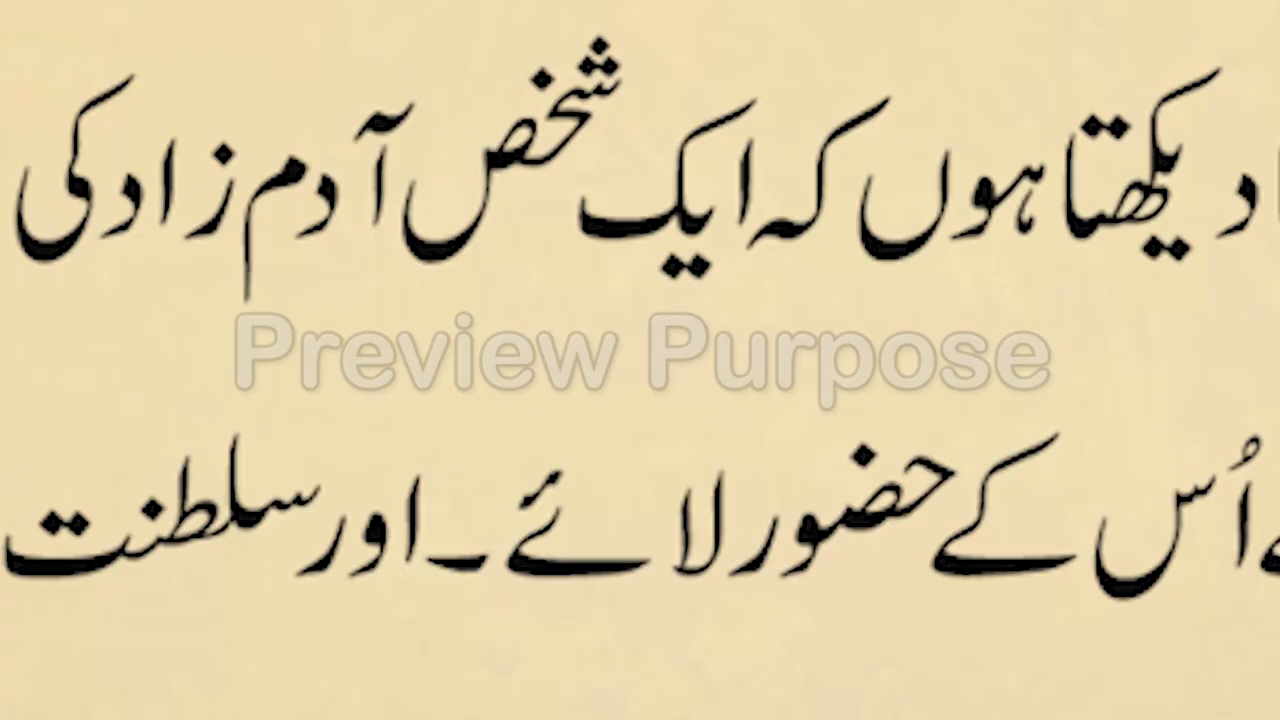 دیکھتا ہوں کہ ایک شخص آدم زاد کی
Preview Purpose
اُس کے حضور لائے۔ اور سلطنت